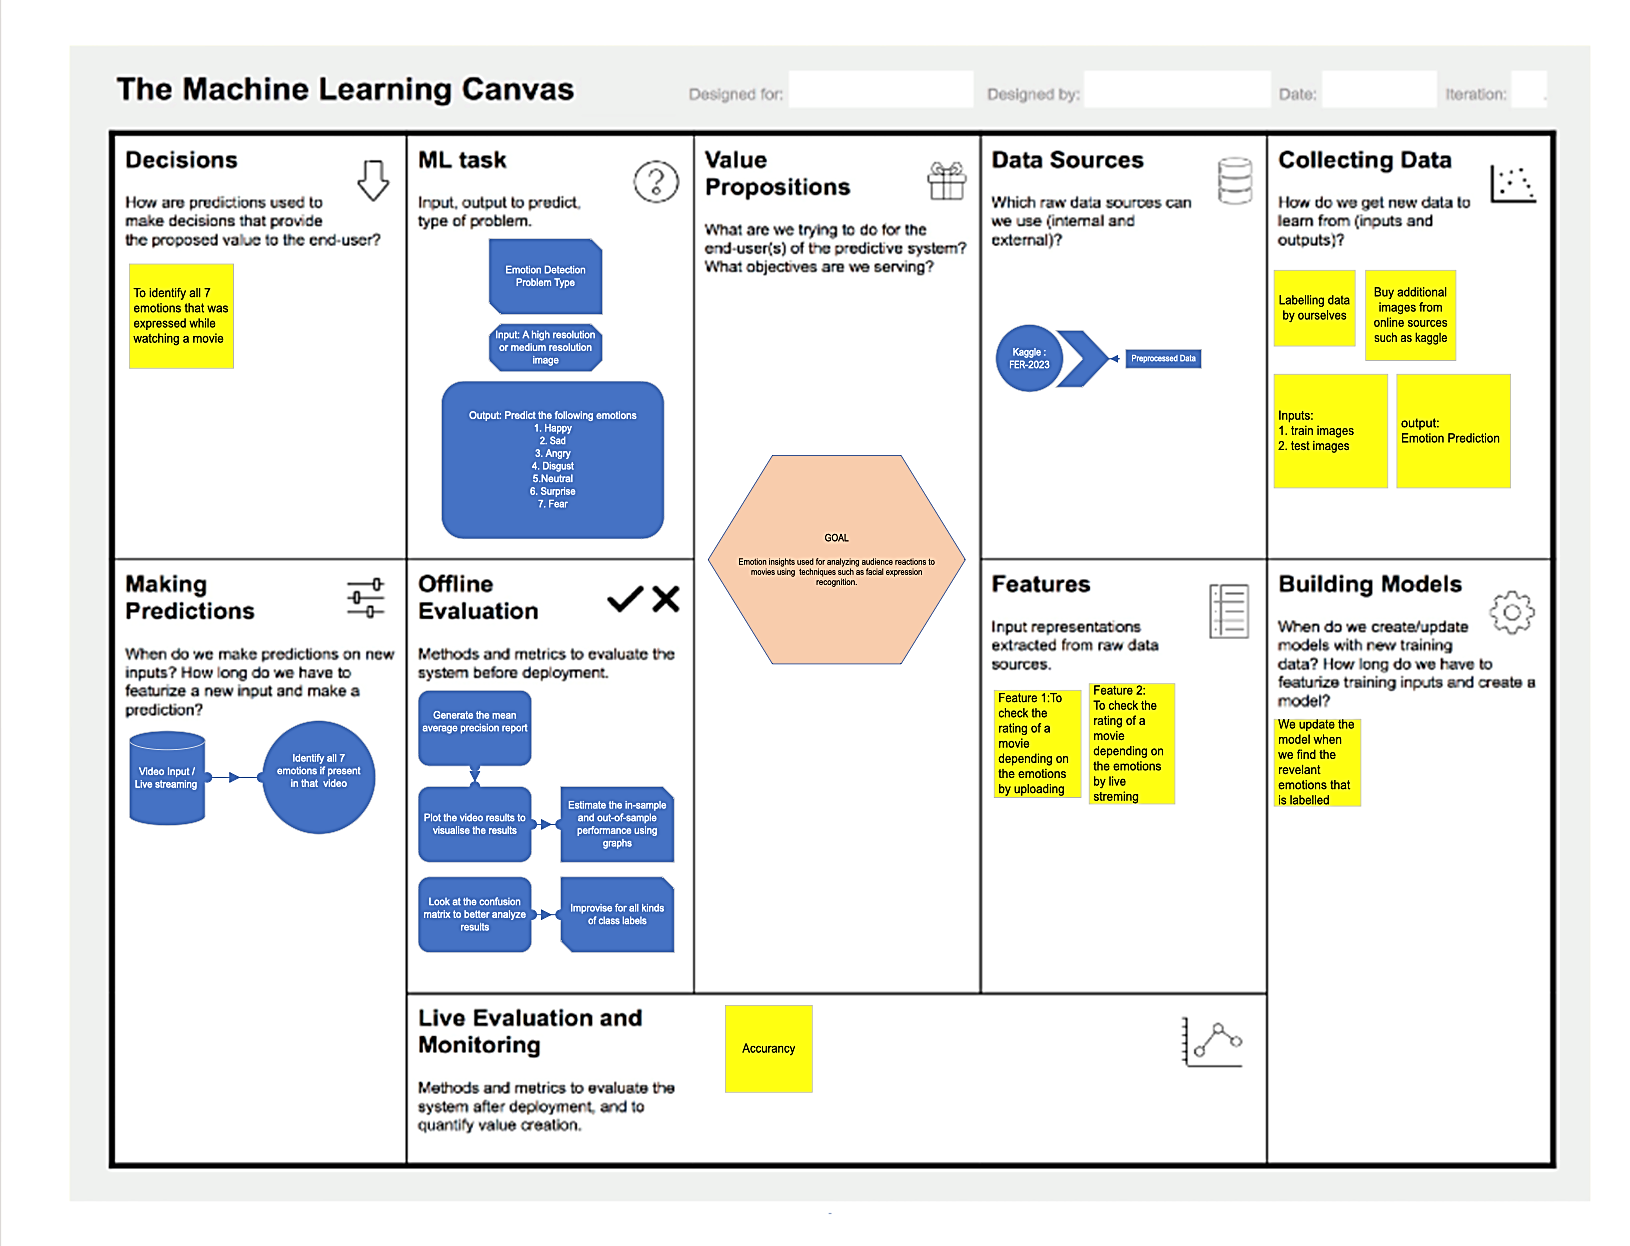 The Machine Learning Canvas
Designed for:
Designed by:
Date:
Iteration:
Decisions
How are predictions used to
make decisions that provide
the proposed value to the end-user?
To identify all 7
emotions that was
expressed while
watching a movie
ML task
Input, output to predict,
type of problem.
Emotion Detection
Problem Type
Input: A high resolution
or medium resolution
image
Output: Predict the following emotions
1. Happy
2. Sad
3. Angry
4. Disgust
5.Neutral
6. Surprise
7. Fear
Value
Propositions
What are we trying to do for the
end-user(s) of the predictive system?
What objectives are we serving?
GOAL
Emotion insights used for analyzing audience reactions to
movies using techniques such as facial expression
recognition.
Data Sources
Which raw data sources can
we use (internal and
external)?
Kaggle :
FER-2023
Preprocessed Data
Collecting Data
How do we get new data to
learn from (inputs and
outputs)?
Labelling data
by ourselves
Buy additional
images from
online sources
such as kaggle
Inputs:
1. train images
2. test images
output:
Emotion Prediction
Making
Predictions
When do we make predictions on new
inputs? How long do we have to
featurize a new input and make a
prediction?
Video Input /
Live streaming
Identify all 7
emotions if present
in that video
Offline
Evaluation
Methods and metrics to evaluate the
system before deployment.
Generate the mean
average precision report
Plot the video results to
visualise the results
Estimate the in-sample
and out-of-sample
performance using
graphs
Look at the confusion
matrix to better analyze
results
Improvise for all kinds
of class labels
Features
Input representations
extracted from raw data
sources.
Feature 1:To
check the
rating of a
movie
depending on
the emotions
by uploading
Feature 2:
To check the
rating of a
movie
depending on
the emotions
by live
streming
Building Models
When do we create/update
models with new training
data? How long do we have to
featurize training inputs and create a
model?
We update the
model when
we find the
revelant
emotions that
is labelled
Live Evaluation and
Monitoring
Methods and metrics to evaluate the
system after deployment, and to
quantify value creation.
Accurancy